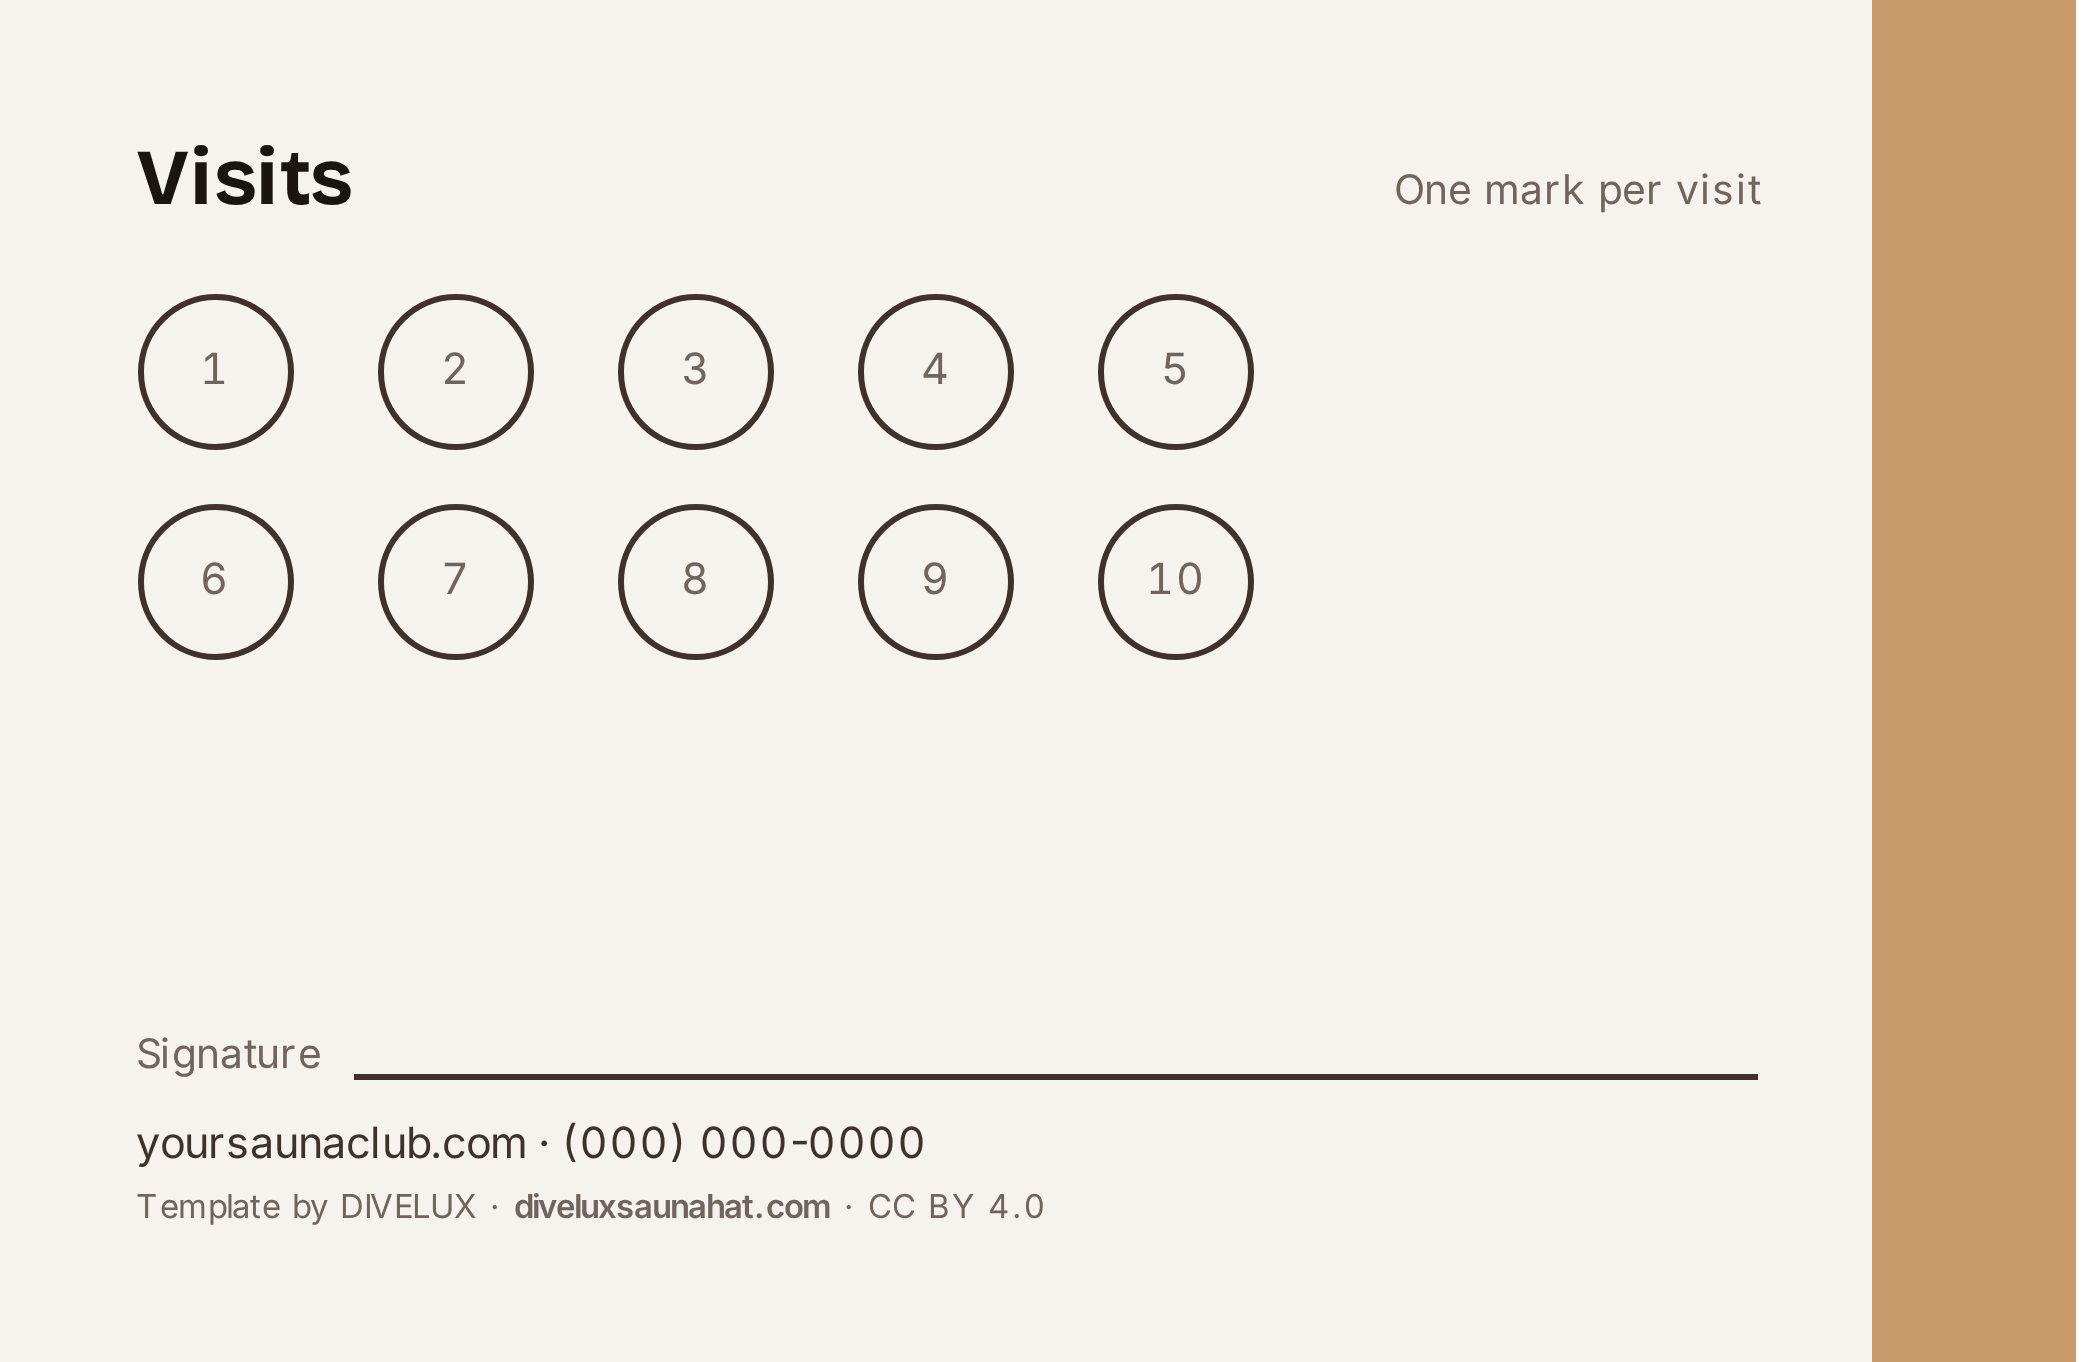 Visits
One mark per visit
1 2 3 4 5
6 7 8 9 10
Signature
yoursaunaclub.com · (000) 000-0000
Template by DIVELUX · diveluxsaunahat.com · CC BY 4.0